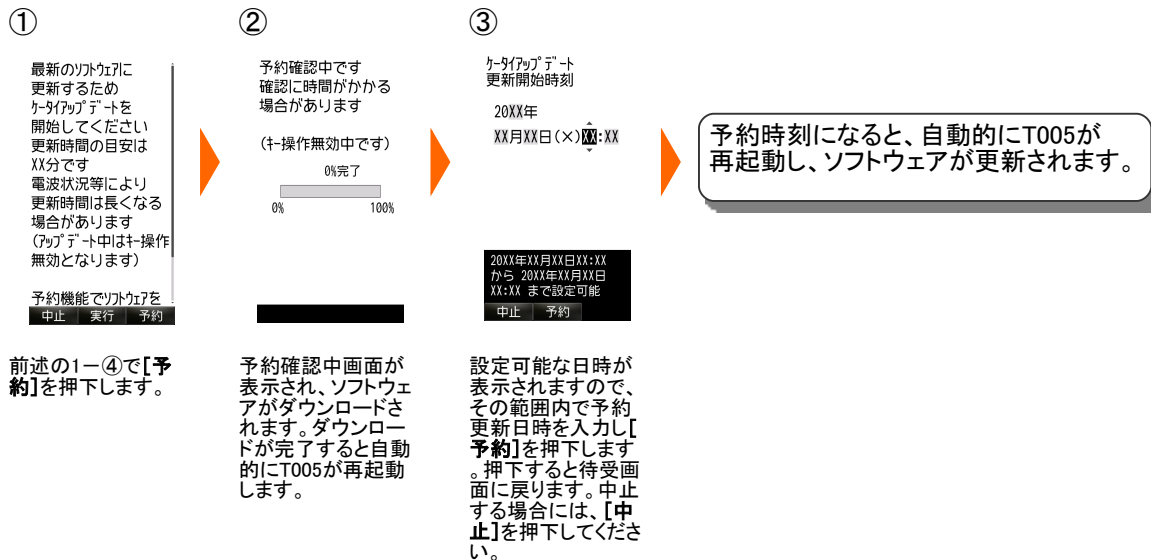 ①
最新のソフトウェアに
更新するため
ケータイアップデートを
開始してください
更新時間の目安は
XX分です
電波状況等により
更新時間は長くなる
場合があります
(アップデート中はキー操作
無効となります)
予約機能でソフトウェアを
中止 実行 予約
前述の1－④で[予
約]を押下します。
②
予約確認中です
確認に時間がかかる
場合があります
(キー操作無効中です)
0%完了
0% 100%
予約確認中画面が
表示され、ソフトウェ
アがダウンロードさ
れます。ダウンロー
ドが完了すると自動
的にT005が再起動
します。
③
ケータイアップデート
更新開始時刻
20XX年
XX月XX日(×)XX:XX
20XX年XX月XX日XX:XX
から 20XX年XX月XX日
XX:XX まで設定可能
中止 予約
設定可能な日時が
表示されますので、
その範囲内で予約
更新日時を入力し[
予約]を押下します
。押下すると待受画
面に戻ります。中止
する場合には、[中
止]を押下してくださ
い。
予約時刻になると、自動的にT005が
再起動し、ソフトウェアが更新されます。